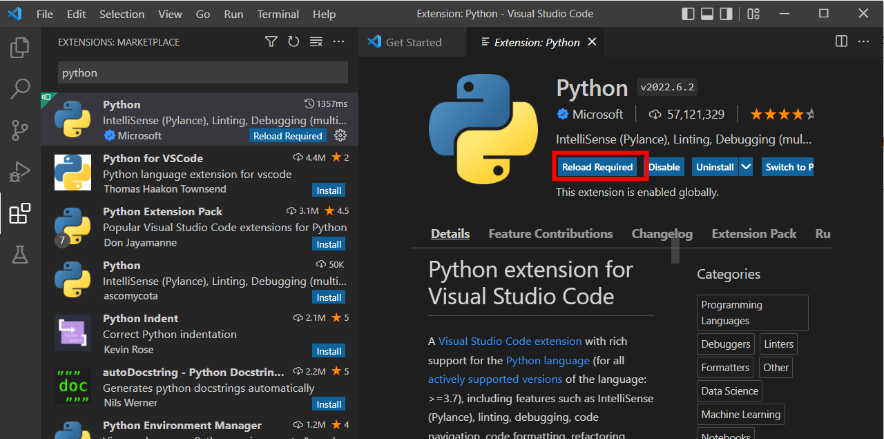 File Edit Selection View Go Run Terminal Help
Extension: Python - Visual Studio Code
EXTENSIONS: MARKETPLACE
python
Python
1357ms
IntelliSense (Pylance), Linting, Debugging (multi...
Microsoft
Reload Required
Python for VSCode
4.4M 2
Python language extension for vscode
Thomas Haakon Townsend
Install
Python Extension Pack
3.1M 4.5
Popular Visual Studio Code extensions for Python
Don Jayamanne
Install
7
Python
50K
IntelliSense (Pylance), Linting, Debugging (multi...
ascomycota
Install
Python Indent
2.1M 5
Correct Python indentation
Kevin Rose
Install
autoDocstring - Python Docstrin...
2.2M 5
Generates python docstrings automatically
Nils Werner
Install
""" doc """
Python Environment Manager
1.2M 4
Get Started
Extension: Python
Python
v2022.6.2
Microsoft
57,121,329
IntelliSense (Pylance), Linting, Debugging (mul...
Reload Required
Disable
Uninstall
Switch to P
This extension is enabled globally.
Details Feature Contributions Changelog Extension Pack Ru
Python extension for
Visual Studio Code
A Visual Studio Code extension with rich
support for the Python language (for all
actively supported versions of the language:
>=3.7), including features such as IntelliSense
(Pylance), linting, debugging, code
navigation, code formatting, refactoring
Categories
Programming
Languages
Debuggers
Linters
Formatters
Other
Data Science
Machine Learning
Notebooks